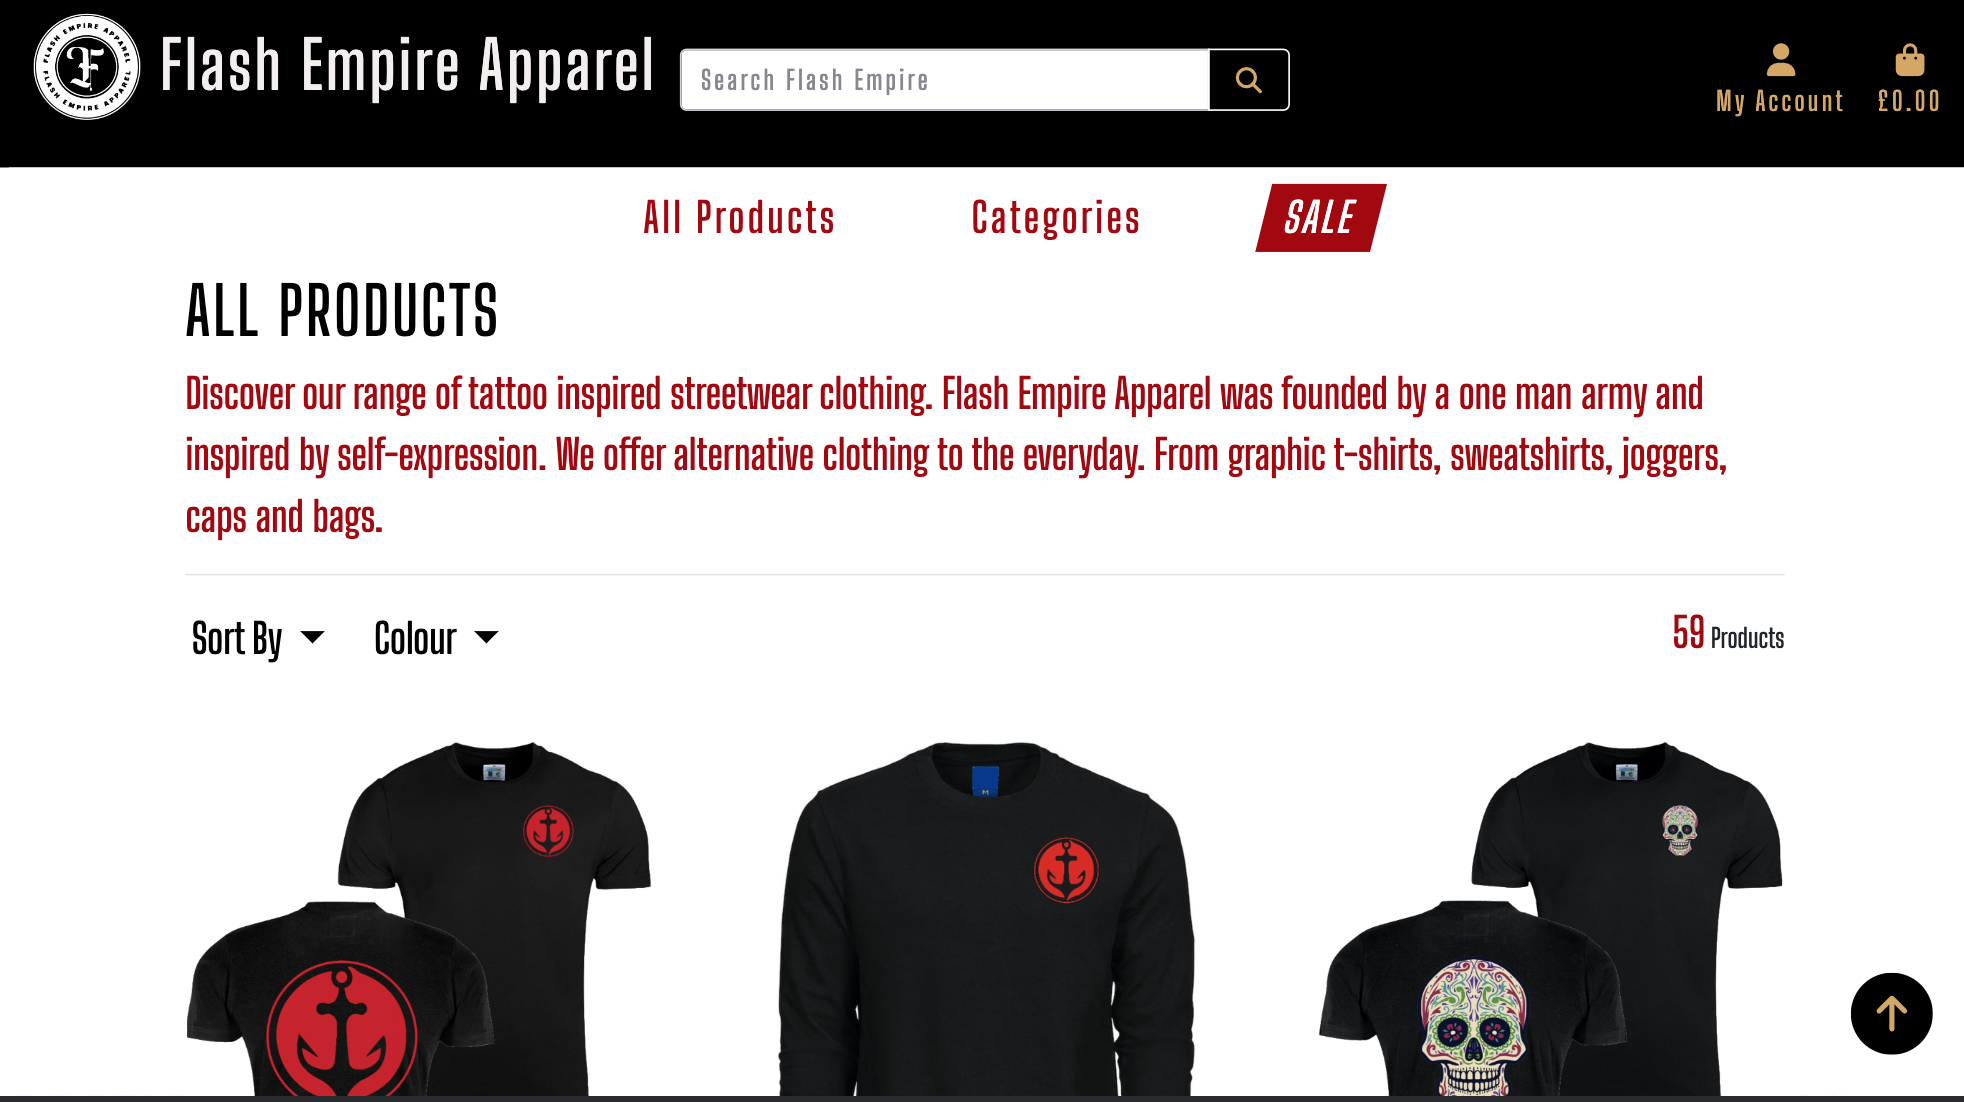 FLASH EMPIRE APPAREL
FLASH EMPIRE APPAREL
F
Flash Empire Apparel
Search Flash Empire
My Account
£0.00
All Products
Categories
SALE
ALL PRODUCTS
Discover our range of tattoo inspired streetwear clothing. Flash Empire Apparel was founded by a one man army and
inspired by self-expression. We offer alternative clothing to the everyday. From graphic t-shirts, sweatshirts, joggers,
caps and bags.
Sort By
Colour
59 Products
M